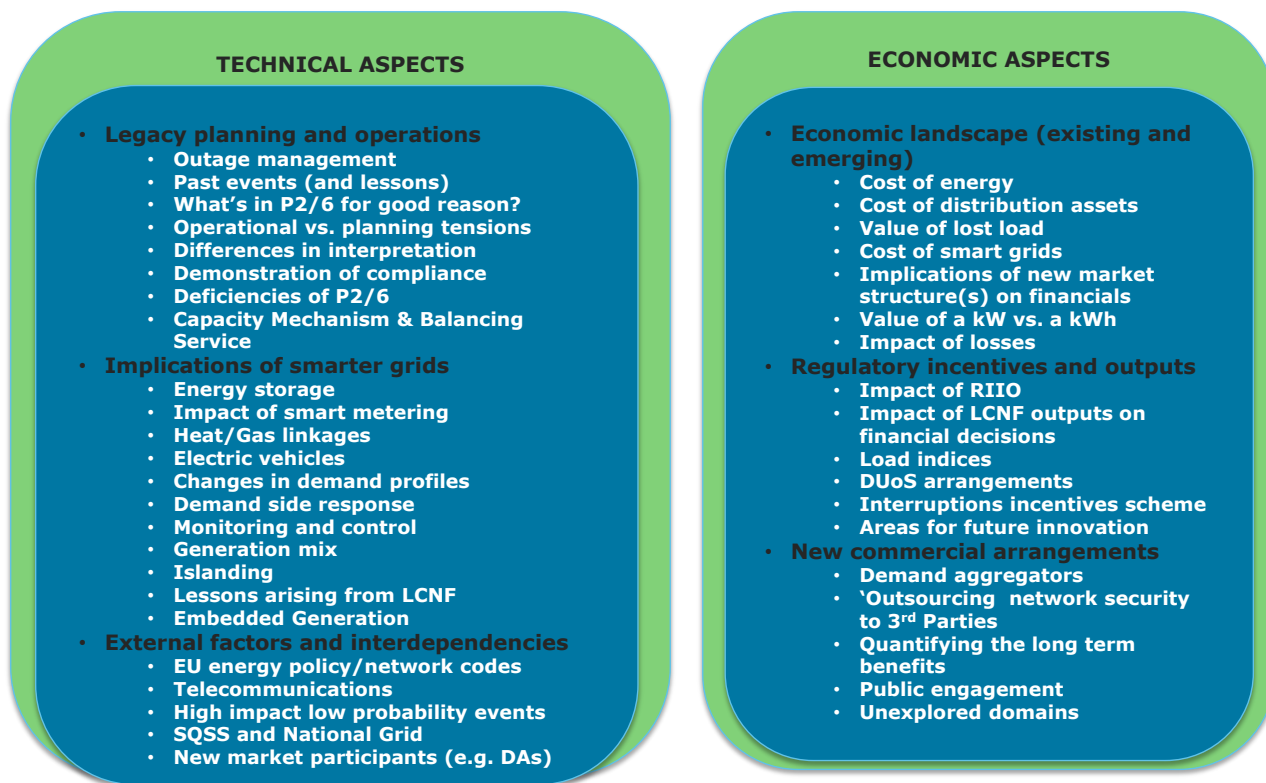 TECHNICAL ASPECTS
• Legacy planning and operations
• Outage management
• Past events (and lessons)
• What's in P2/6 for good reason?
• Operational vs. planning tensions
• Differences in interpretation
• Demonstration of compliance
• Deficiencies of P2/6
• Capacity Mechanism & Balancing
Service
• Implications of smarter grids
• Energy storage
• Impact of smart metering
• Heat/Gas linkages
• Electric vehicles
• Changes in demand profiles
• Demand side response
• Monitoring and control
• Generation mix
• Islanding
• Lessons arising from LCNF
• Embedded Generation
• External factors and interdependencies
• EU energy policy/network codes
• Telecommunications
• High impact low probability events
• SQSS and National Grid
• New market participants (e.g. DAs)
ECONOMIC ASPECTS
• Economic landscape (existing and
emerging)
• Cost of energy
• Cost of distribution assets
• Value of lost load
• Cost of smart grids
• Implications of new market
structure(s) on financials
• Value of a kW vs. a kWh
• Impact of losses
• Regulatory incentives and outputs
• Impact of RIIO
• Impact of LCNF outputs on
financial decisions
• Load indices
• DUoS arrangements
• Interruptions incentives scheme
• Areas for future innovation
• New commercial arrangements
• Demand aggregators
• ‘Outsourcing network security
to 3rd Parties
• Quantifying the long term
benefits
• Public engagement
• Unexplored domains